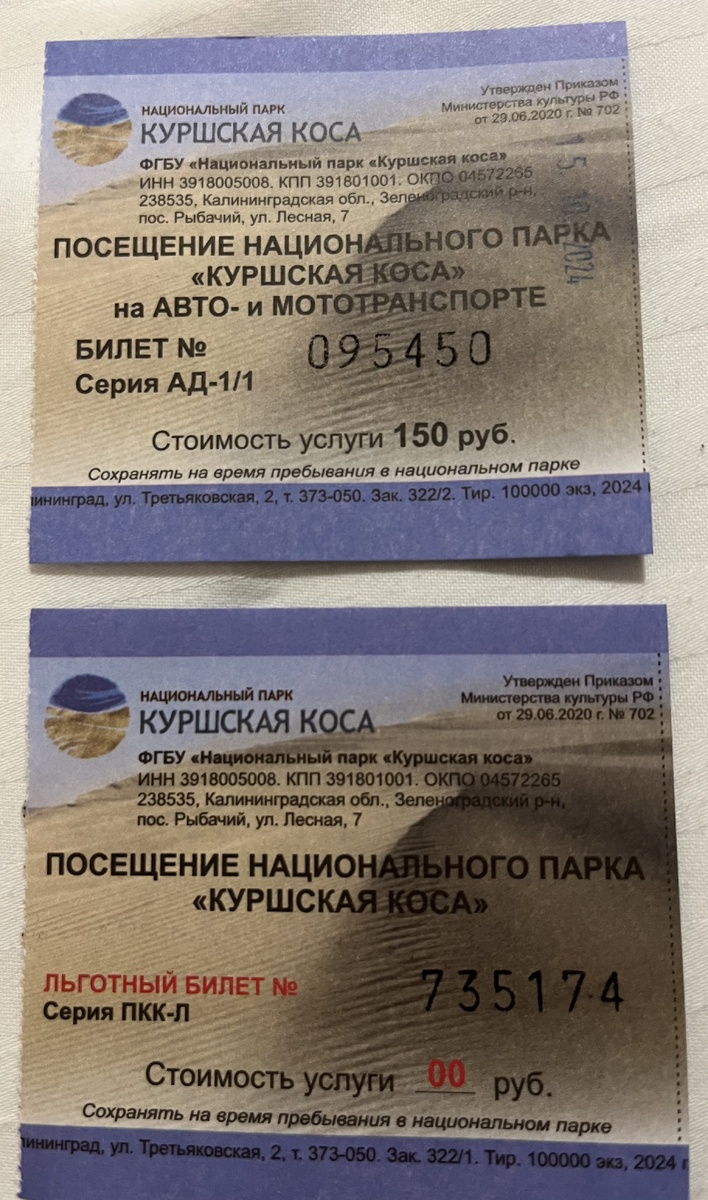 НАЦИОНАЛЬНЫЙ ПАРК
КУРШСКАЯ КОСА
Утвержден Приказом
Министерства культуры РФ
от 29.06.2020 г. № 702
ФГБУ «Национальный парк «Куршская коса»
ИНН 3918005008. КПП 391801001. ОКПО 04572265
238535, Калининградская обл., Зеленоградский р-н,
пос. Рыбачий, ул. Лесная, 7
15.10.2024
ПОСЕЩЕНИЕ НАЦИОНАЛЬНОГО ПАРКА
«КУРШСКАЯ КОСА»
на АВТО- и МОТОТРАНСПОРТЕ
БИЛЕТ № 095450
Серия АД-1/1
Стоимость услуги 150 руб.
Сохранять на время пребывания в национальном парке
ининград, ул. Третьяковская, 2, т. 373-050. Зак. 322/2. Тир. 100000 экз, 2024
НАЦИОНАЛЬНЫЙ ПАРК
КУРШСКАЯ КОСА
Утвержден Приказом
Министерства культуры РФ
от 29.06.2020 г. № 702
ФГБУ «Национальный парк «Куршская коса»
ИНН 3918005008. КПП 391801001. ОКПО 04572265
238535, Калининградская обл., Зеленоградский р-н,
пос. Рыбачий, ул. Лесная, 7
ПОСЕЩЕНИЕ НАЦИОНАЛЬНОГО ПАРКА
«КУРШСКАЯ КОСА»
ЛЬГОТНЫЙ БИЛЕТ № 735174
Серия ПКК-Л
Стоимость услуги 00 руб.
Сохранять на время пребывания в национальном парке
ининград, ул. Третьяковская, 2, т. 373-050. Зак. 322/1. Тир. 100000 экз, 2024 г